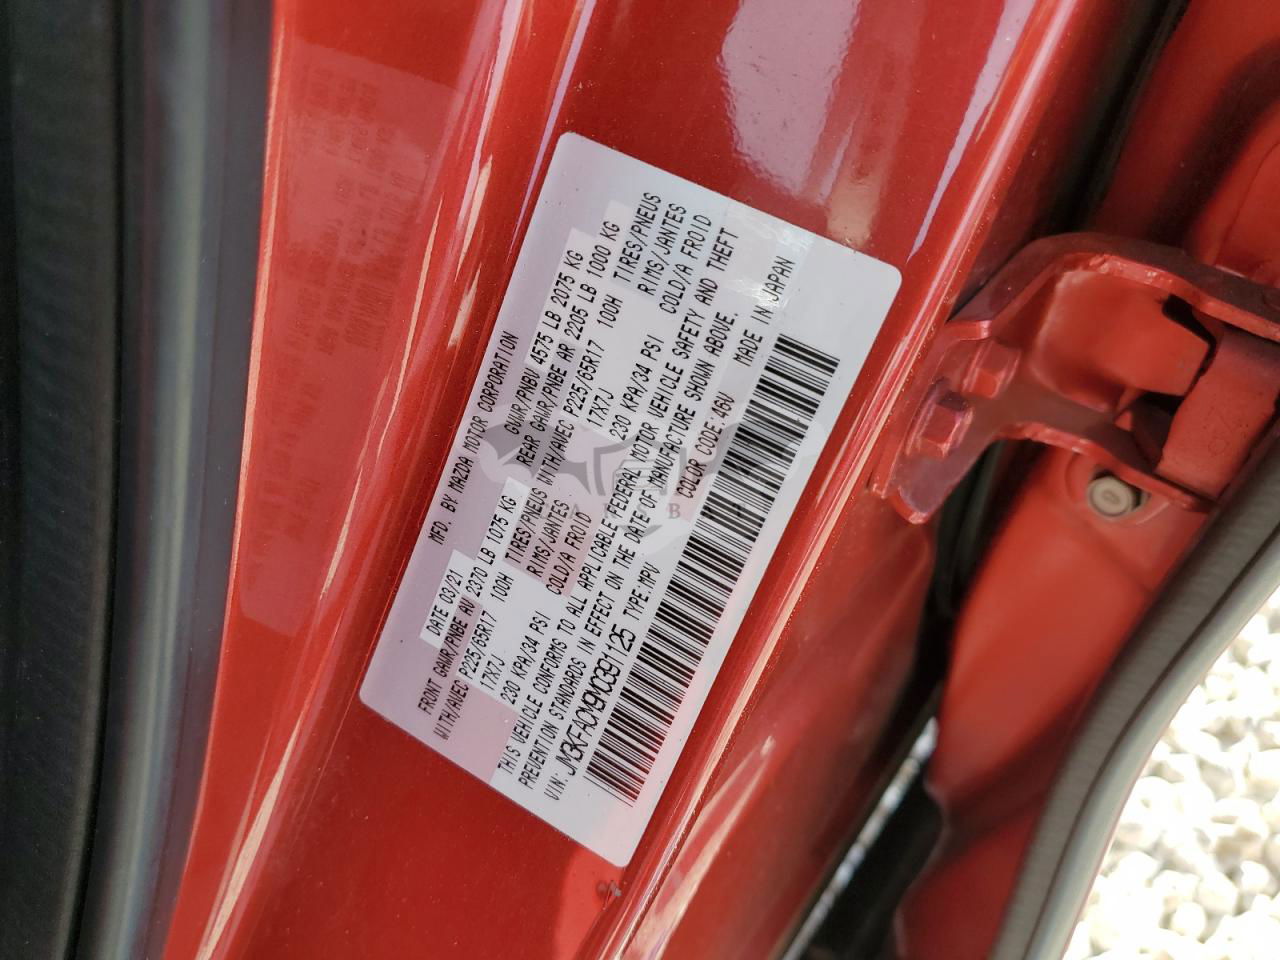 MFD. BY MAZDA MOTOR CORPORATION
DATE 03/21 GVWR/PNBV 4575 LB 2075 KG
FRONT GAWR/PNBE AV 2370 LB 1075 KG REAR GAWR/PNBE AR 2205 LB 1000 KG
WITH/AVEC P225/65R17 100H TIRES/PNEUS WITH/AVEC P225/65R17 100H TIRES/PNEUS
17X7J RIMS/JANTES 17X7J RIMS/JANTES
230 KPA/34 PSI COLD/A FROID 230 KPA/34 PSI COLD/A FROID
THIS VEHICLE CONFORMS TO ALL APPLICABLE FEDERAL MOTOR VEHICLE SAFETY AND THEFT
PREVENTION STANDARDS IN EFFECT ON THE DATE OF MANUFACTURE SHOWN ABOVE.
VIN: JM3KFACM9M0391125 TYPE:MPV COLOR CODE:46V MADE IN JAPAN